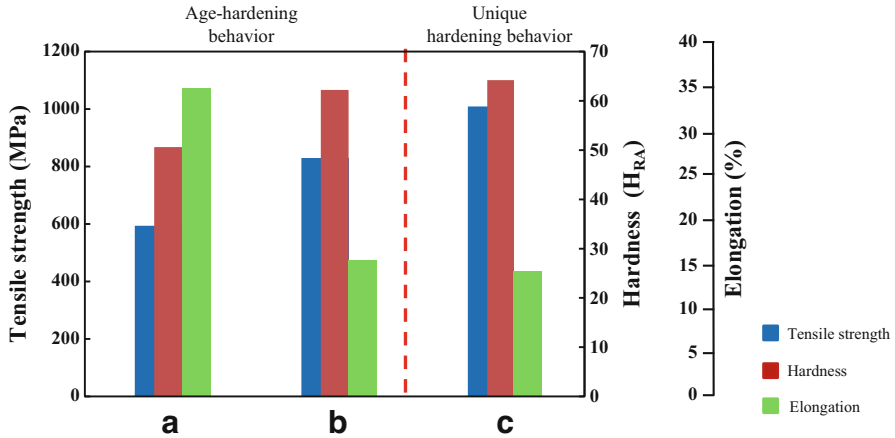 Age-hardening
behavior
Unique
hardening behavior
Tensile strength (MPa)
1200
1000
800
600
400
200
0
a
b
c
70
60
50
40
30
20
10
0
Hardness (HRA)
40
35
30
25
20
15
10
5
0
Elongation (%)
Tensile strength
Hardness
Elongation